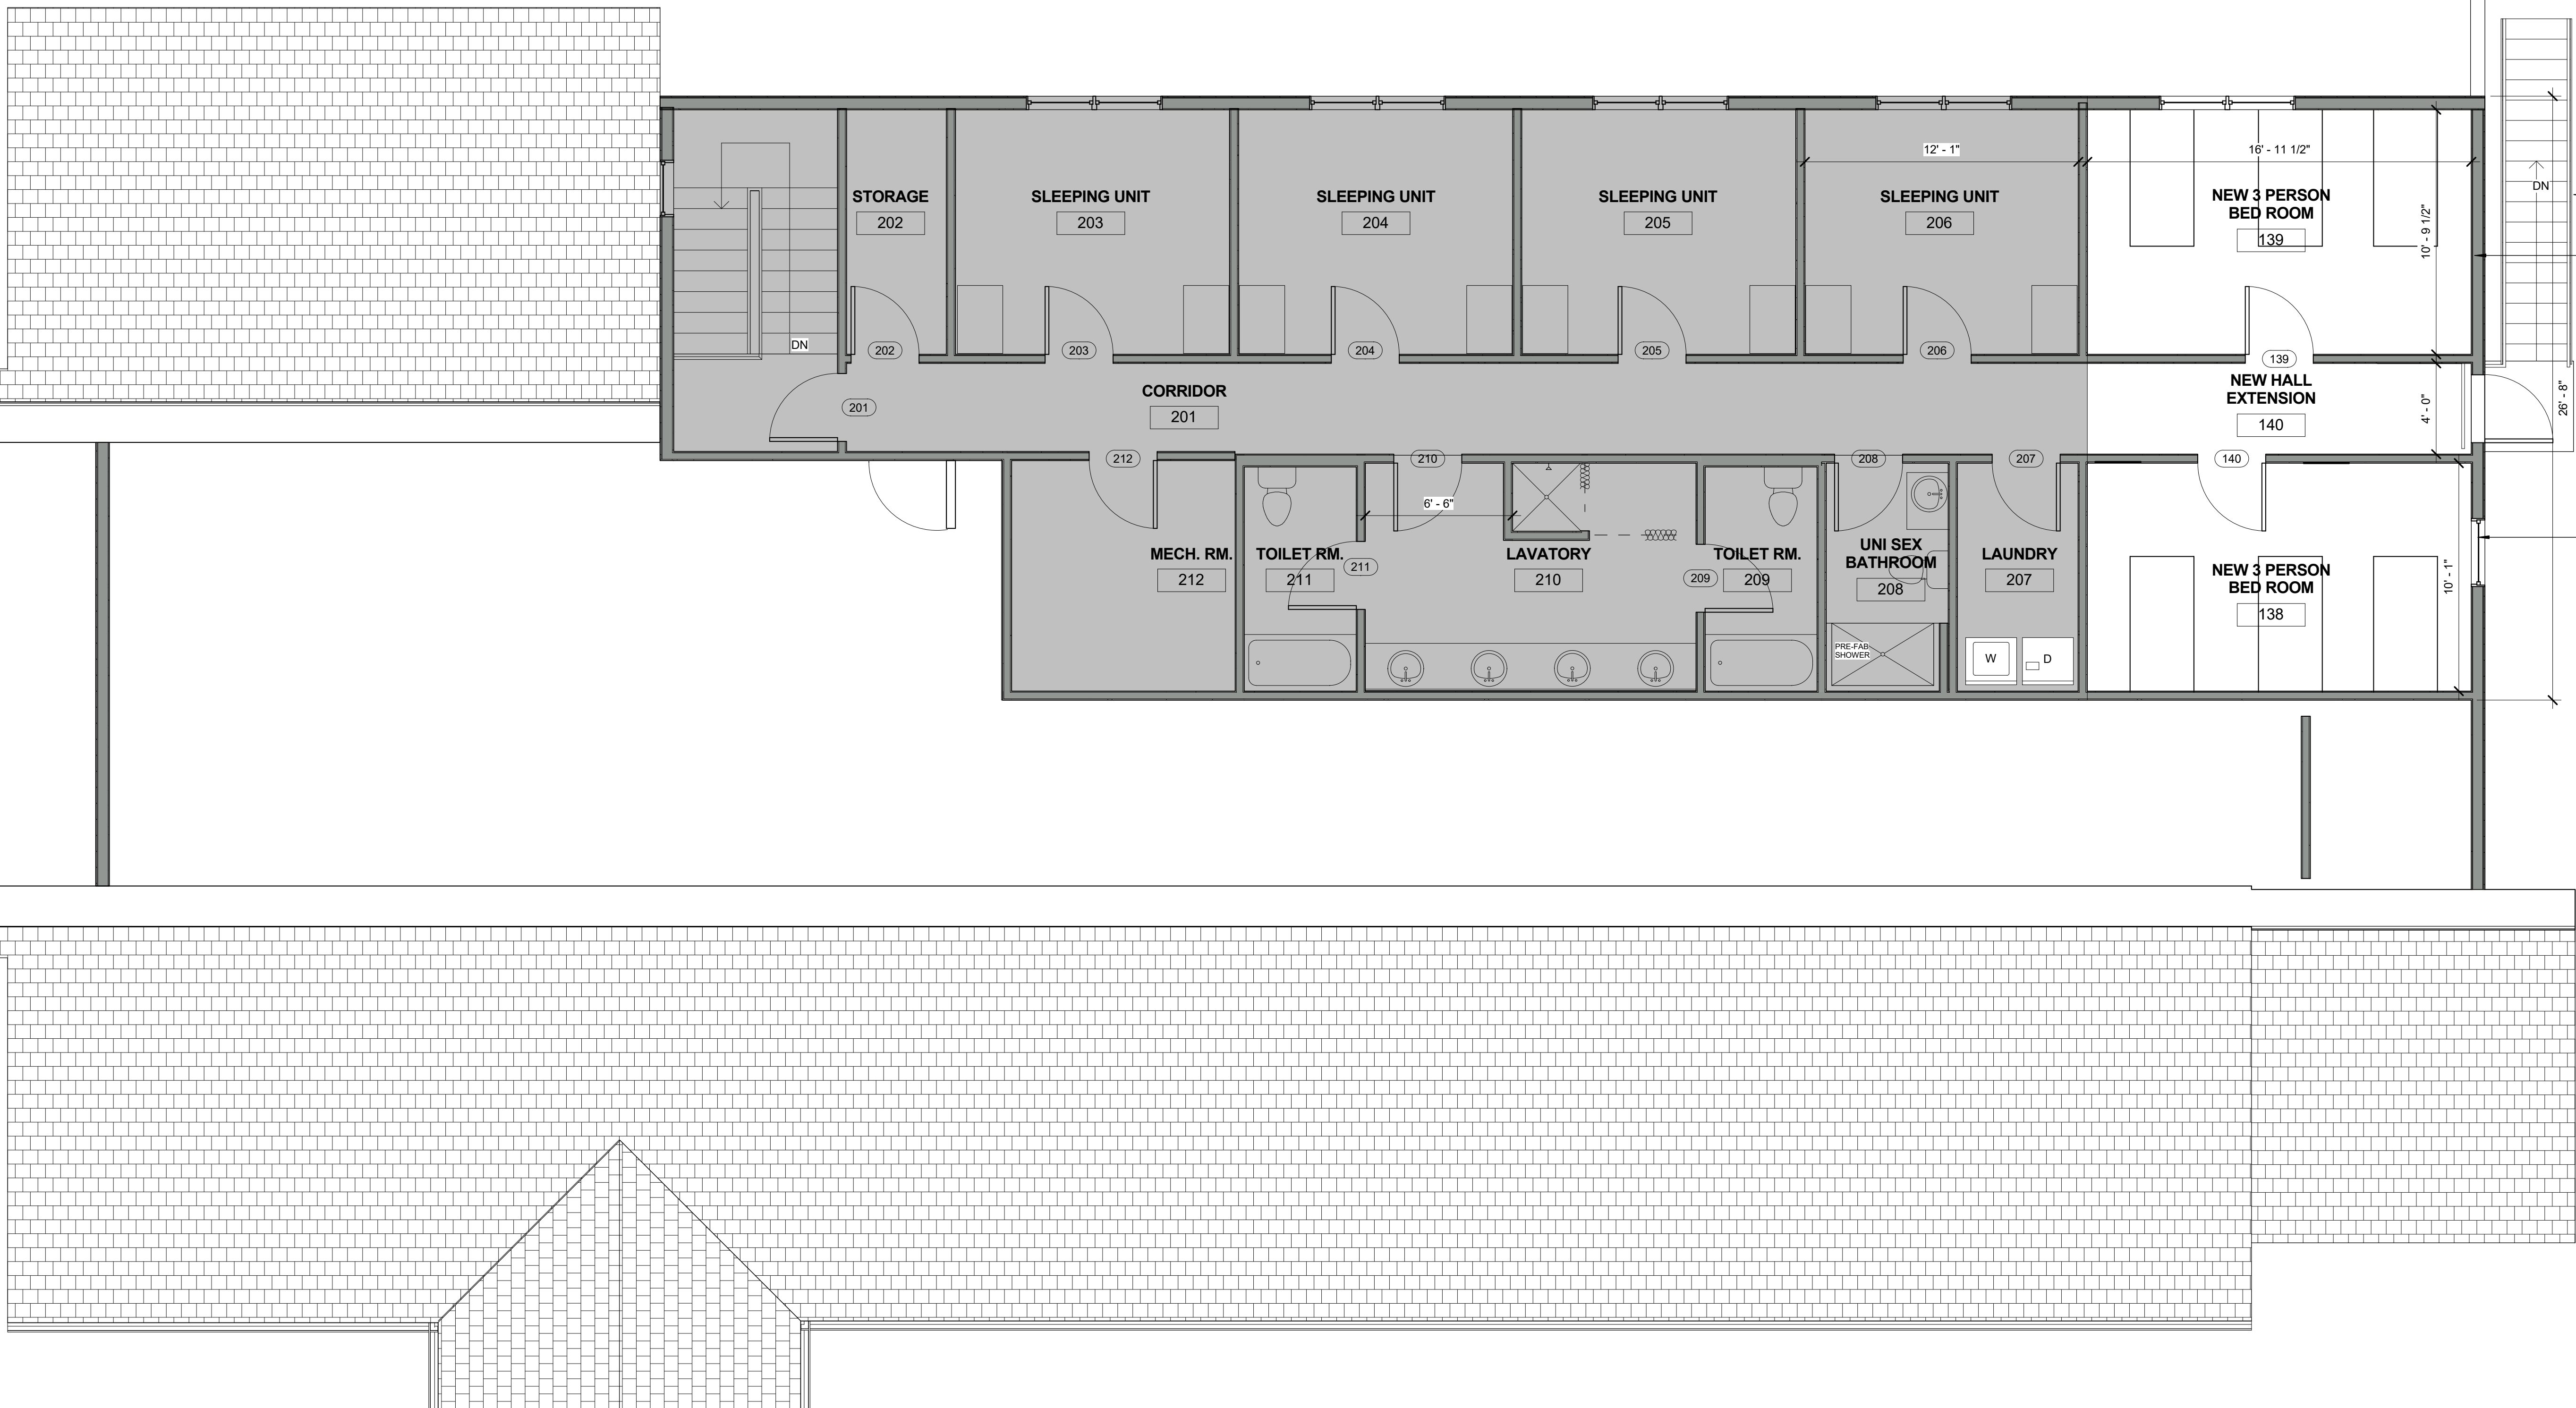 12' - 1"
16' - 11 1/2"
DN
STORAGE
202
SLEEPING UNIT
203
SLEEPING UNIT
204
SLEEPING UNIT
205
SLEEPING UNIT
206
NEW 3 PERSON
BED ROOM
139
10' - 9 1/2"
DN
202
203
204
205
206
139
201
CORRIDOR
201
NEW HALL
EXTENSION
140
4' - 0"
26' - 8"
212
210
208
207
140
6' - 6"
MECH. RM.
212
TOILET RM.
211
211
LAVATORY
210
209
TOILET RM.
209
UNI SEX
BATHROOM
208
LAUNDRY
207
NEW 3 PERSON
BED ROOM
138
10' - 1"
PRE-FAB
SHOWER
W
D